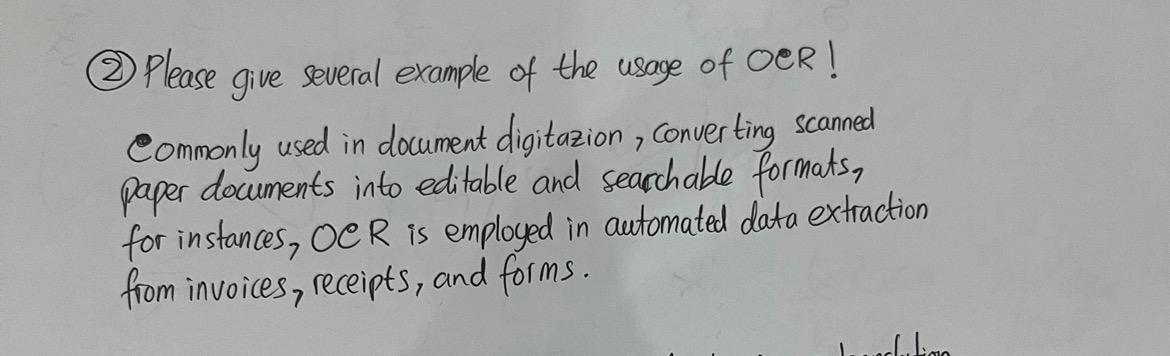 ② Please give several example of the usage of OCR!
Commonly used in document digitazion, converting scanned
paper documents into editable and searchable formats,
for instances, OCR is employed in automated data extraction
from invoices, receipts, and forms.